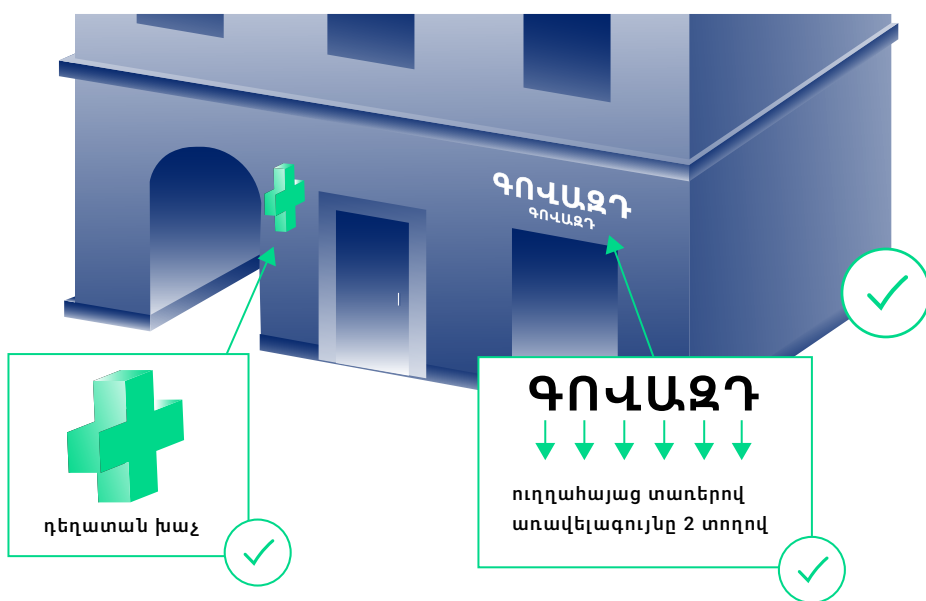 ԳՈՎԱԶԴ
ԳՈՎԱԶԴ
դեղատան խաչ
ԳՈՎԱԶԴ
ուղղահայաց տառերով
առավելագույնը 2 տողով